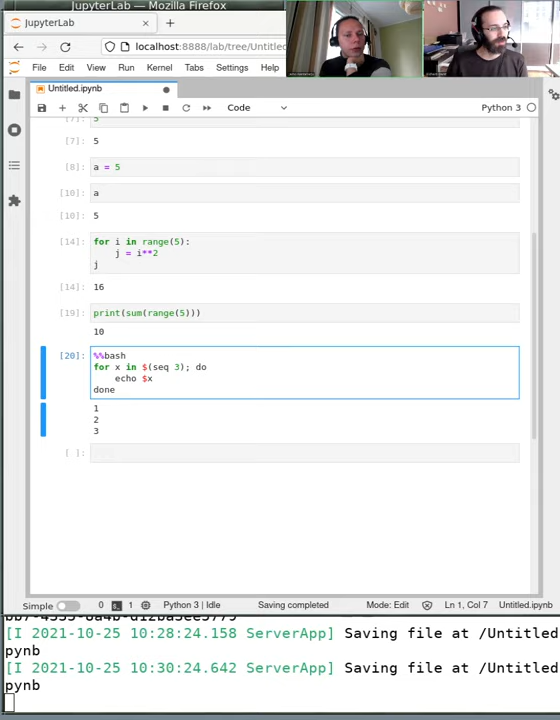 JupyterLab — Mozilla Firefox
JupyterLab
localhost:8888/lab/tree/Untitle
File Edit View Run Kernel Tabs Settings Help
Untitled.ipynb
Code
Python 3
[7]: 5
[8]: a = 5
[10]: a
[10]: 5
[14]: for i in range(5):
j = i**2
j
[14]: 16
[19]: print(sum(range(5)))
10
[20]: %%bash
for x in $(seq 3); do
echo $x
done
1
2
3
[ ]:
Simple 0 1 Python 3 | Idle Saving completed Mode: Edit Ln 1, Col 7 Untitled.ipynb
[I 2021-10-25 10:28:24.158 ServerApp] Saving file at /Untitled
pynb
[I 2021-10-25 10:30:24.642 ServerApp] Saving file at /Untitled
pynb